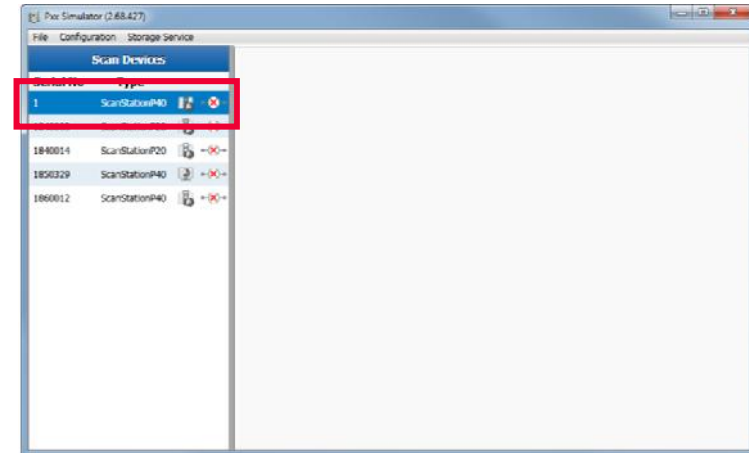 Pxx Simulator (2.68.427)
File Configuration Storage Service
Scan Devices
Type
1 ScanStationP40
1840014 ScanStationP20
1850329 ScanStationP40
1860012 ScanStationP40